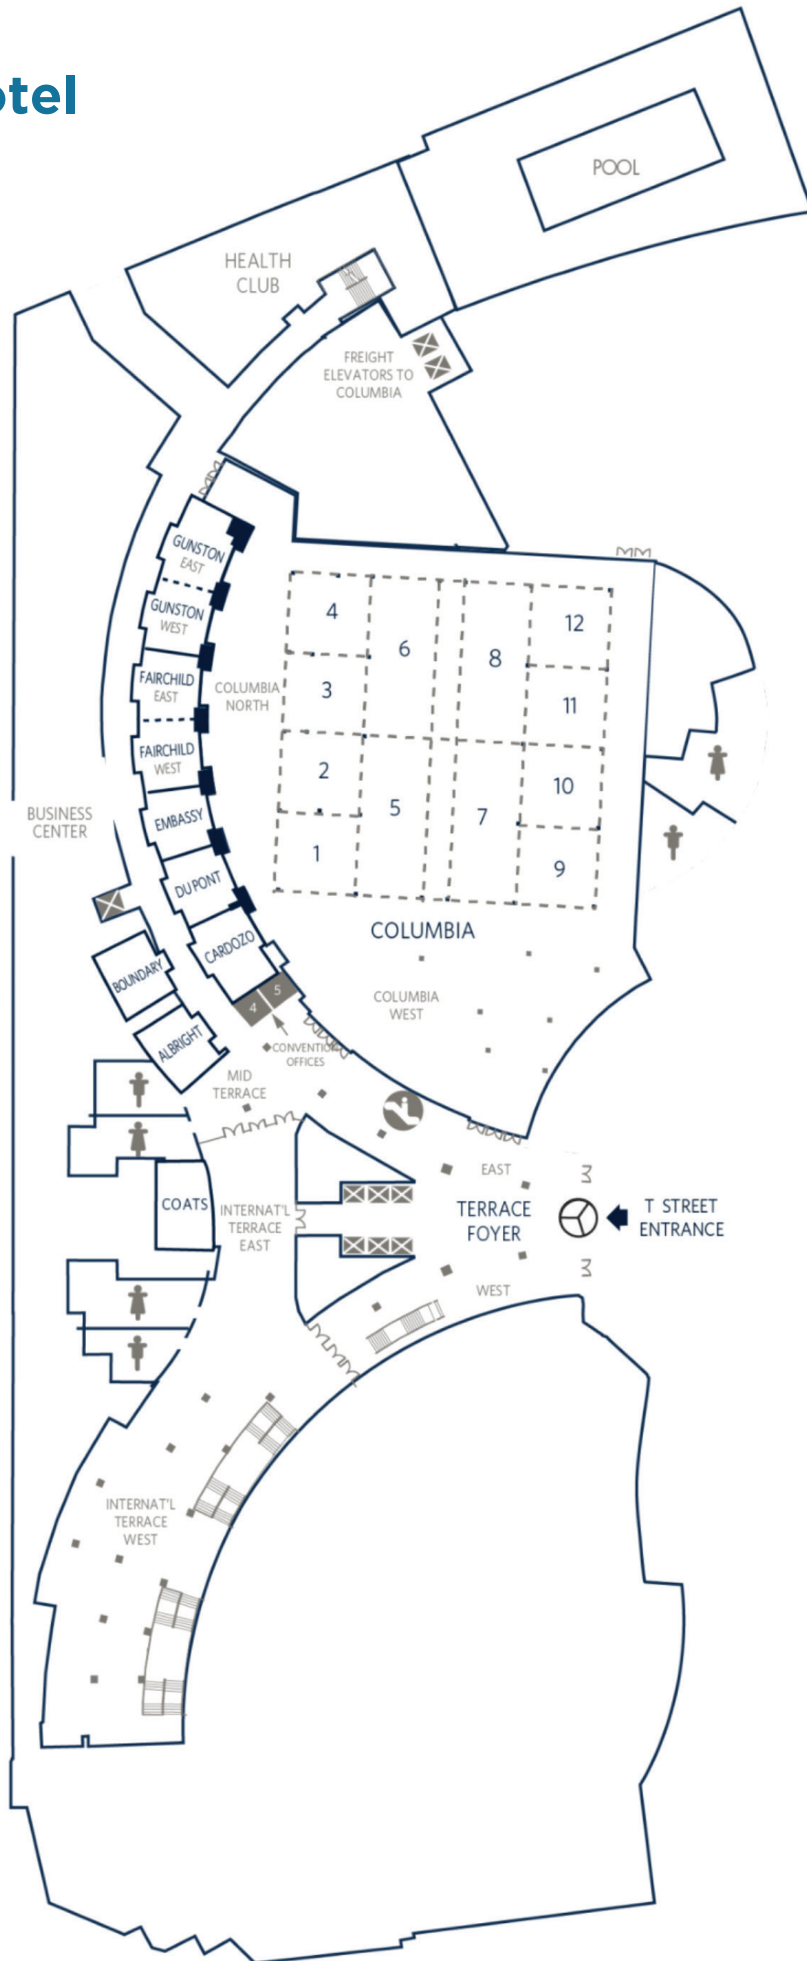 otel
POOL
HEALTH
CLUB
FREIGHT
ELEVATORS TO
COLUMBIA
GUNSTON
EAST
GUNSTON
WEST
FAIRCHILD
EAST
FAIRCHILD
WEST
EMBASSY
DU PONT
CARDOZO
COLUMBIA
NORTH
4
6
8
12
3
11
2
5
7
10
1
9
COLUMBIA
COLUMBIA
WEST
BUSINESS
CENTER
BOUNDARY
ALBRIGHT
4
5
CONVENTION
OFFICES
MID
TERRACE
COATS
INTERNAT'L
TERRACE
EAST
EAST
TERRACE
FOYER
WEST
T STREET
ENTRANCE
INTERNAT'L
TERRACE
WEST